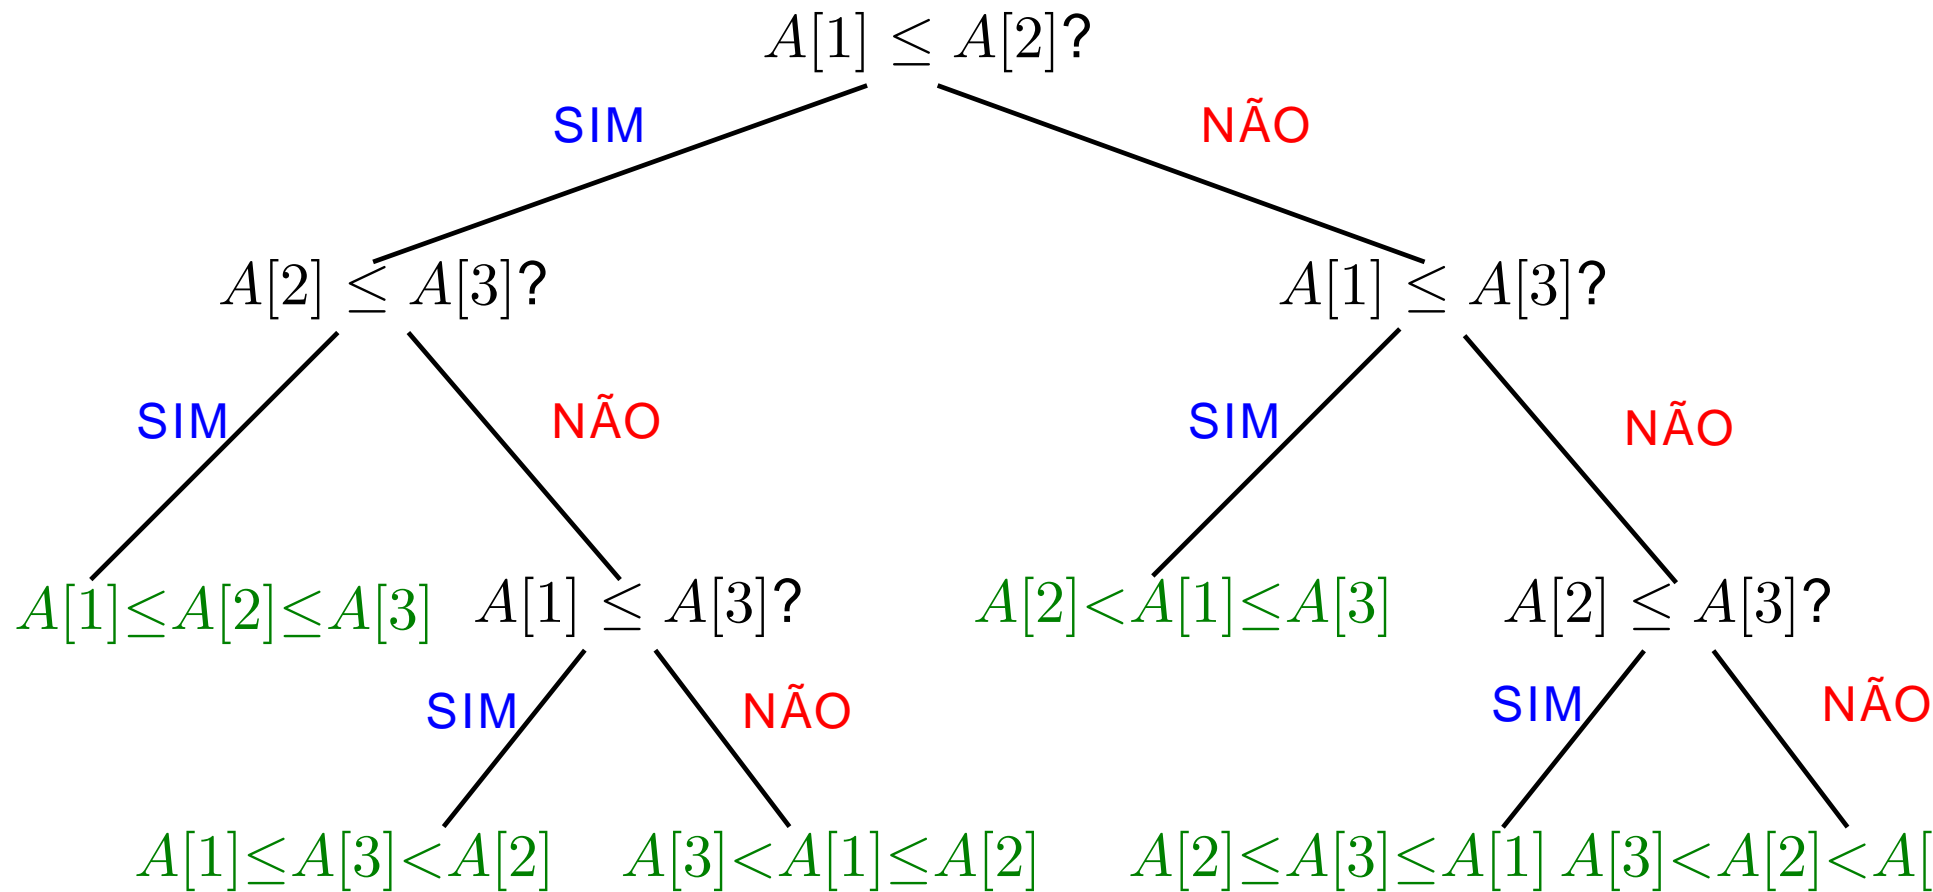 A[1] ≤ A[2]?
SIM NÃO
A[2] ≤ A[3]? A[1] ≤ A[3]?
SIM NÃO SIM NÃO
A[1]≤A[2]≤A[3] A[1] ≤ A[3]? A[2]<A[1]≤A[3] A[2] ≤ A[3]?
SIM NÃO SIM NÃO
A[1]≤A[3]<A[2] A[3]<A[1]≤A[2] A[2]≤A[3]≤A[1] A[3]<A[2]<A[